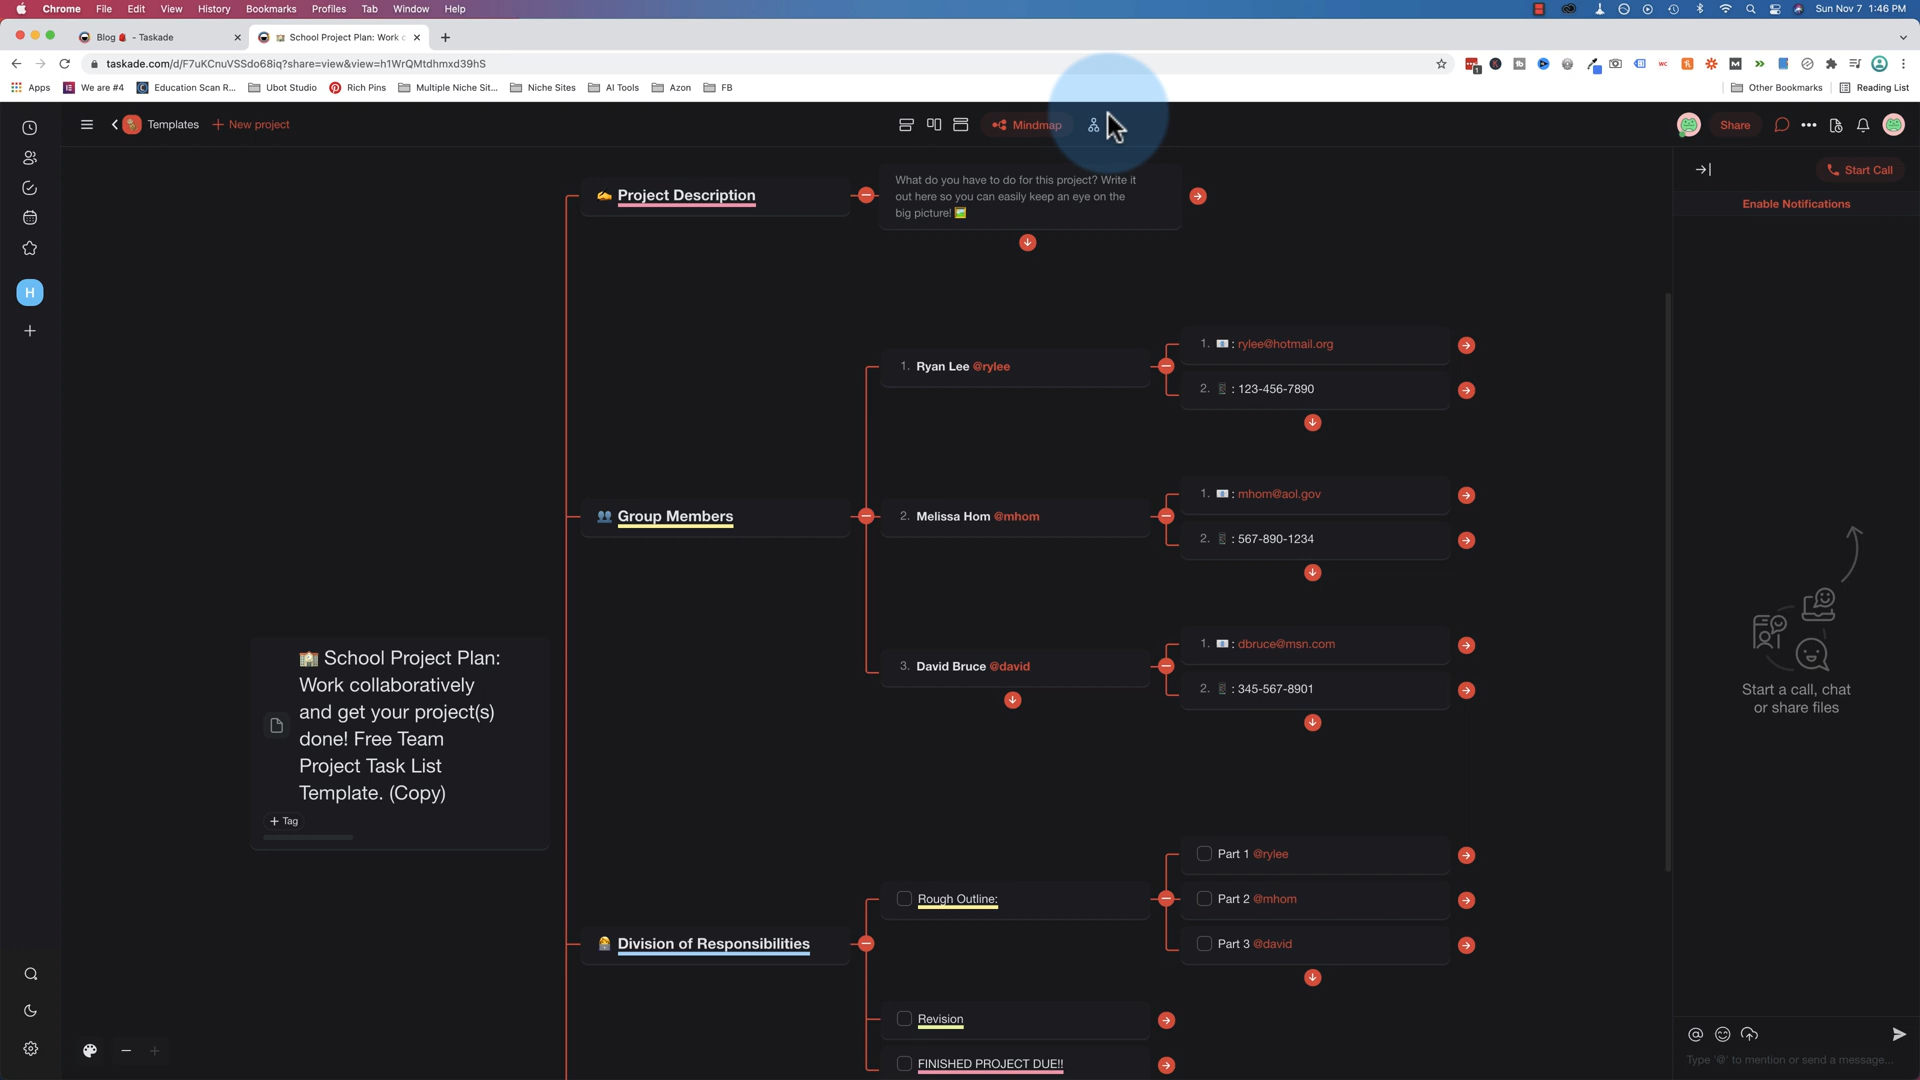 Chrome File Edit View History Bookmarks Profiles Tab Window Help
Sun Nov 7 1:46 PM
Blog - Taskade
School Project Plan: Work
taskade.com/d/F7uKCnuVSSdo68iq?share=view&view=h1WrQMtdhmxd39hS
Apps We are #4 Education Scan R... Ubot Studio Rich Pins Multiple Niche Sit... Niche Sites AI Tools Azon FB Other Bookmarks Reading List
Templates + New project
Mindmap
Share
Start Call
Enable Notifications
H
Project Description
What do you have to do for this project? Write it
out here so you can easily keep an eye on the
big picture!
Group Members
1. Ryan Lee @rylee
1. : rylee@hotmail.org
2. : 123-456-7890
2. Melissa Hom @mhom
1. : mhom@aol.gov
2. : 567-890-1234
3. David Bruce @david
1. : dbruce@msn.com
2. : 345-567-8901
School Project Plan:
Work collaboratively
and get your project(s)
done! Free Team
Project Task List
Template. (Copy)
+ Tag
Division of Responsibilities
Rough Outline:
Part 1 @rylee
Part 2 @mhom
Part 3 @david
Revision
FINISHED PROJECT DUE!!
Start a call, chat
or share files
Type '@' to mention or send a message...